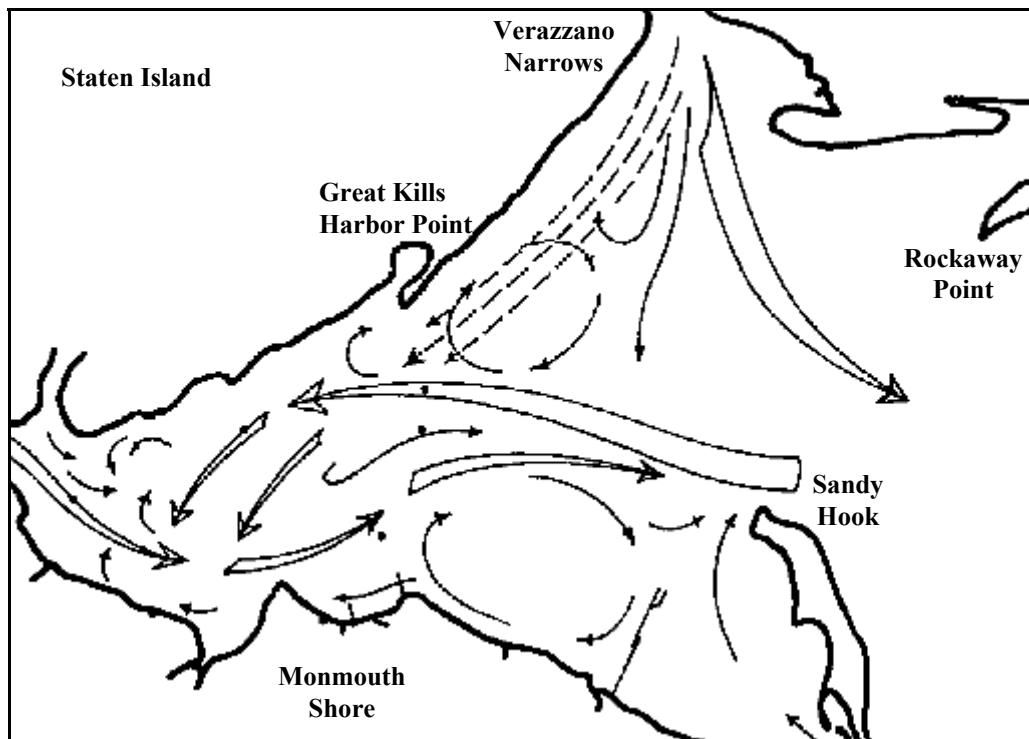 Verazzano
Narrows
Staten Island
Great Kills
Harbor Point
Rockaway
Point
Sandy
Hook
Monmouth
Shore